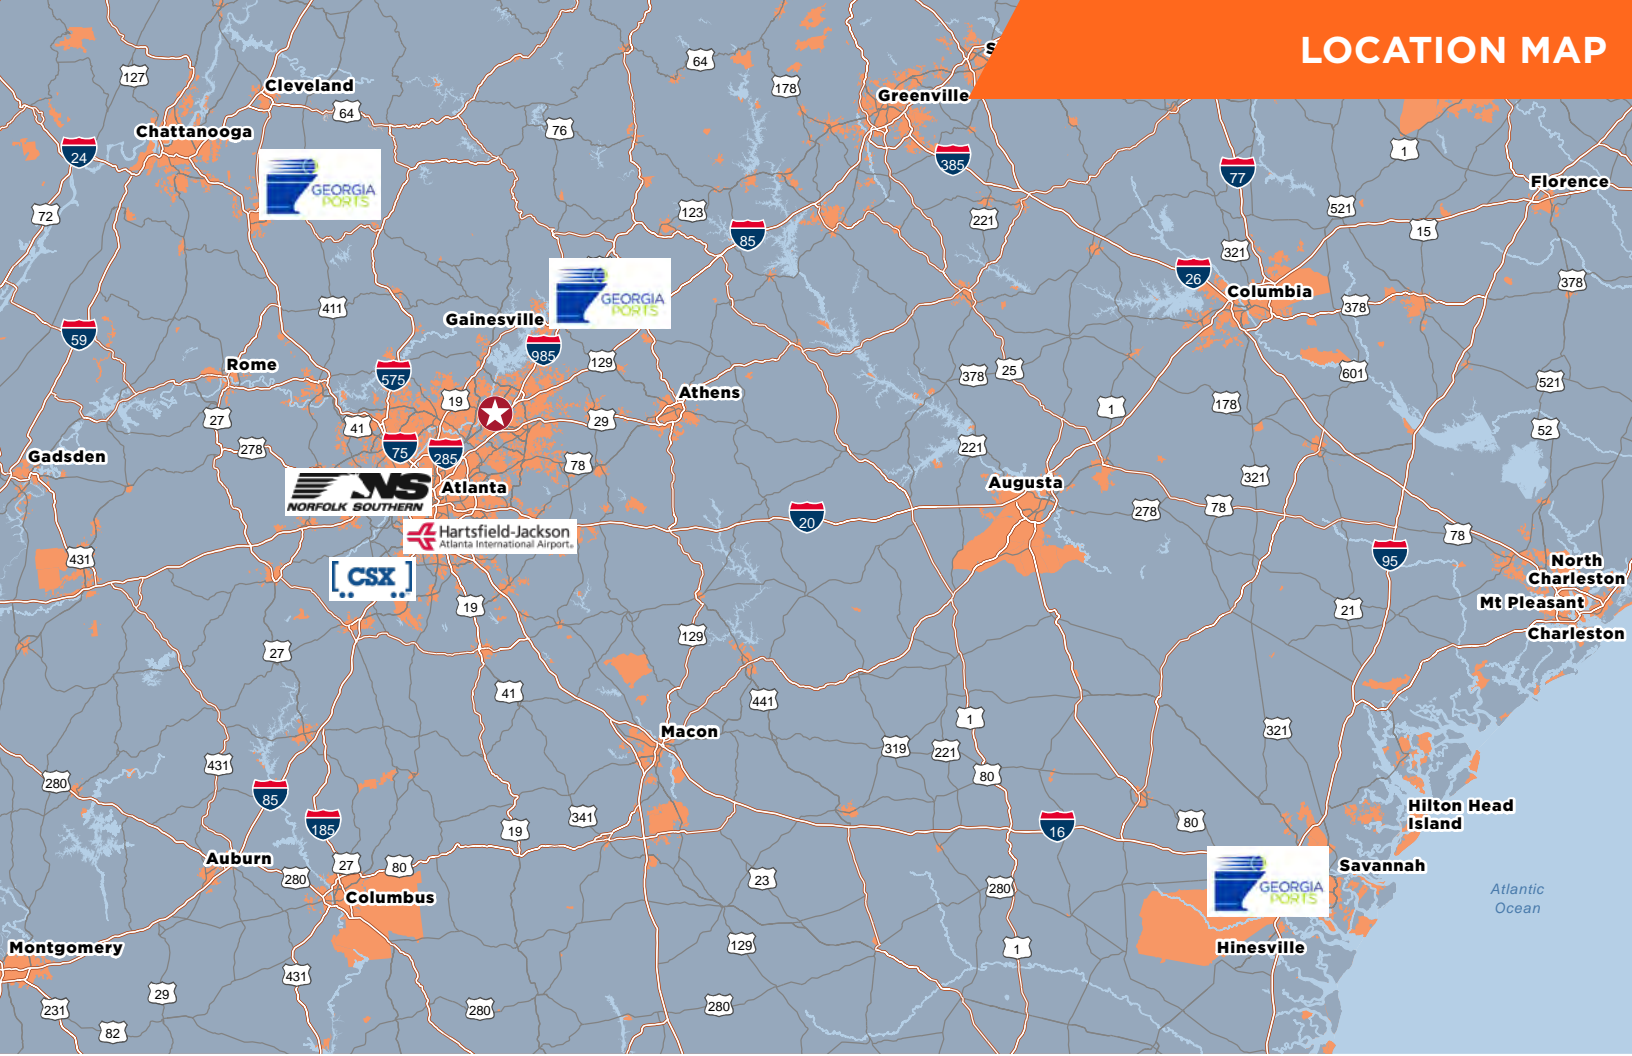 LOCATION MAP
S
64
127
Cleveland
178
Greenville
64
76
Chattanooga
24
1
385
77
Florence
GEORGIA
PORTS
72
123
521
221
85
15
321
26
378
Columbia
GEORGIA
PORTS
411
378
Gainesville
59
985
129
Rome
575
378
25
601
521
19
Athens
27
41
29
1
178
52
278
75
285
221
Gadsden
78
321
NS
NORFOLK SOUTHERN
Atlanta
Augusta
20
278
78
Hartsfield-Jackson
Atlanta International Airport
78
431
95
North
Charleston
CSX
19
21
Mt Pleasant
129
Charleston
27
41
441
1
321
Macon
319
221
431
80
280
85
185
341
19
16
80
Hilton Head
Island
Auburn
27
80
280
23
280
Savannah
GEORGIA
PORTS
Columbus
Atlantic
Ocean
Montgomery
129
1
Hinesville
431
29
231
280
280
82